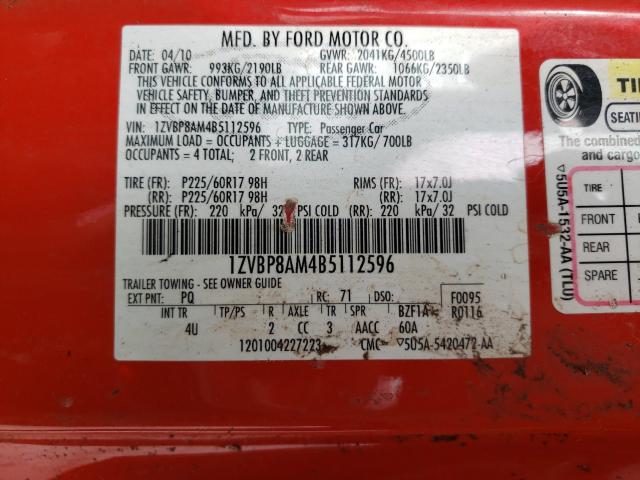 MFD. BY FORD MOTOR CO.
DATE: 04/10 GVWR: 2041KG/4500LB
FRONT GAWR: 993KG/2190LB REAR GAWR: 1066KG/2350LB
THIS VEHICLE CONFORMS TO ALL APPLICABLE FEDERAL MOTOR
VEHICLE SAFETY, BUMPER, AND THEFT PREVENTION STANDARDS
IN EFFECT ON THE DATE OF MANUFACTURE SHOWN ABOVE.
VIN: 1ZVBP8AM4B5112596 TYPE: Passenger Car
MAXIMUM LOAD = OCCUPANTS + LUGGAGE = 317KG/700LB
OCCUPANTS = 4 TOTAL; 2 FRONT, 2 REAR
TIRE (FR): P225/60R17 98H RIMS (FR): 17x7.0J
(RR): P225/60R17 98H (RR): 17x7.0J
PRESSURE (FR): 220 kPa/ 32 PSI COLD (RR): 220 kPa/ 32 PSI COLD
1ZVBP8AM4B5112596
TRAILER TOWING - SEE OWNER GUIDE
EXT PNT: PQ RC: 71 DSO: F0095
INT TR TP/PS R AXLE TR SPR BZF1A R0116
4U 2 CC 3 AACC 60A
1201004227223 CMC ▽5U5A-5420472-AA
TI
SEATING
The combined
and cargo
TIRE
FRONT
REAR
SPARE
▽5U5A-1532-AA (TL0)